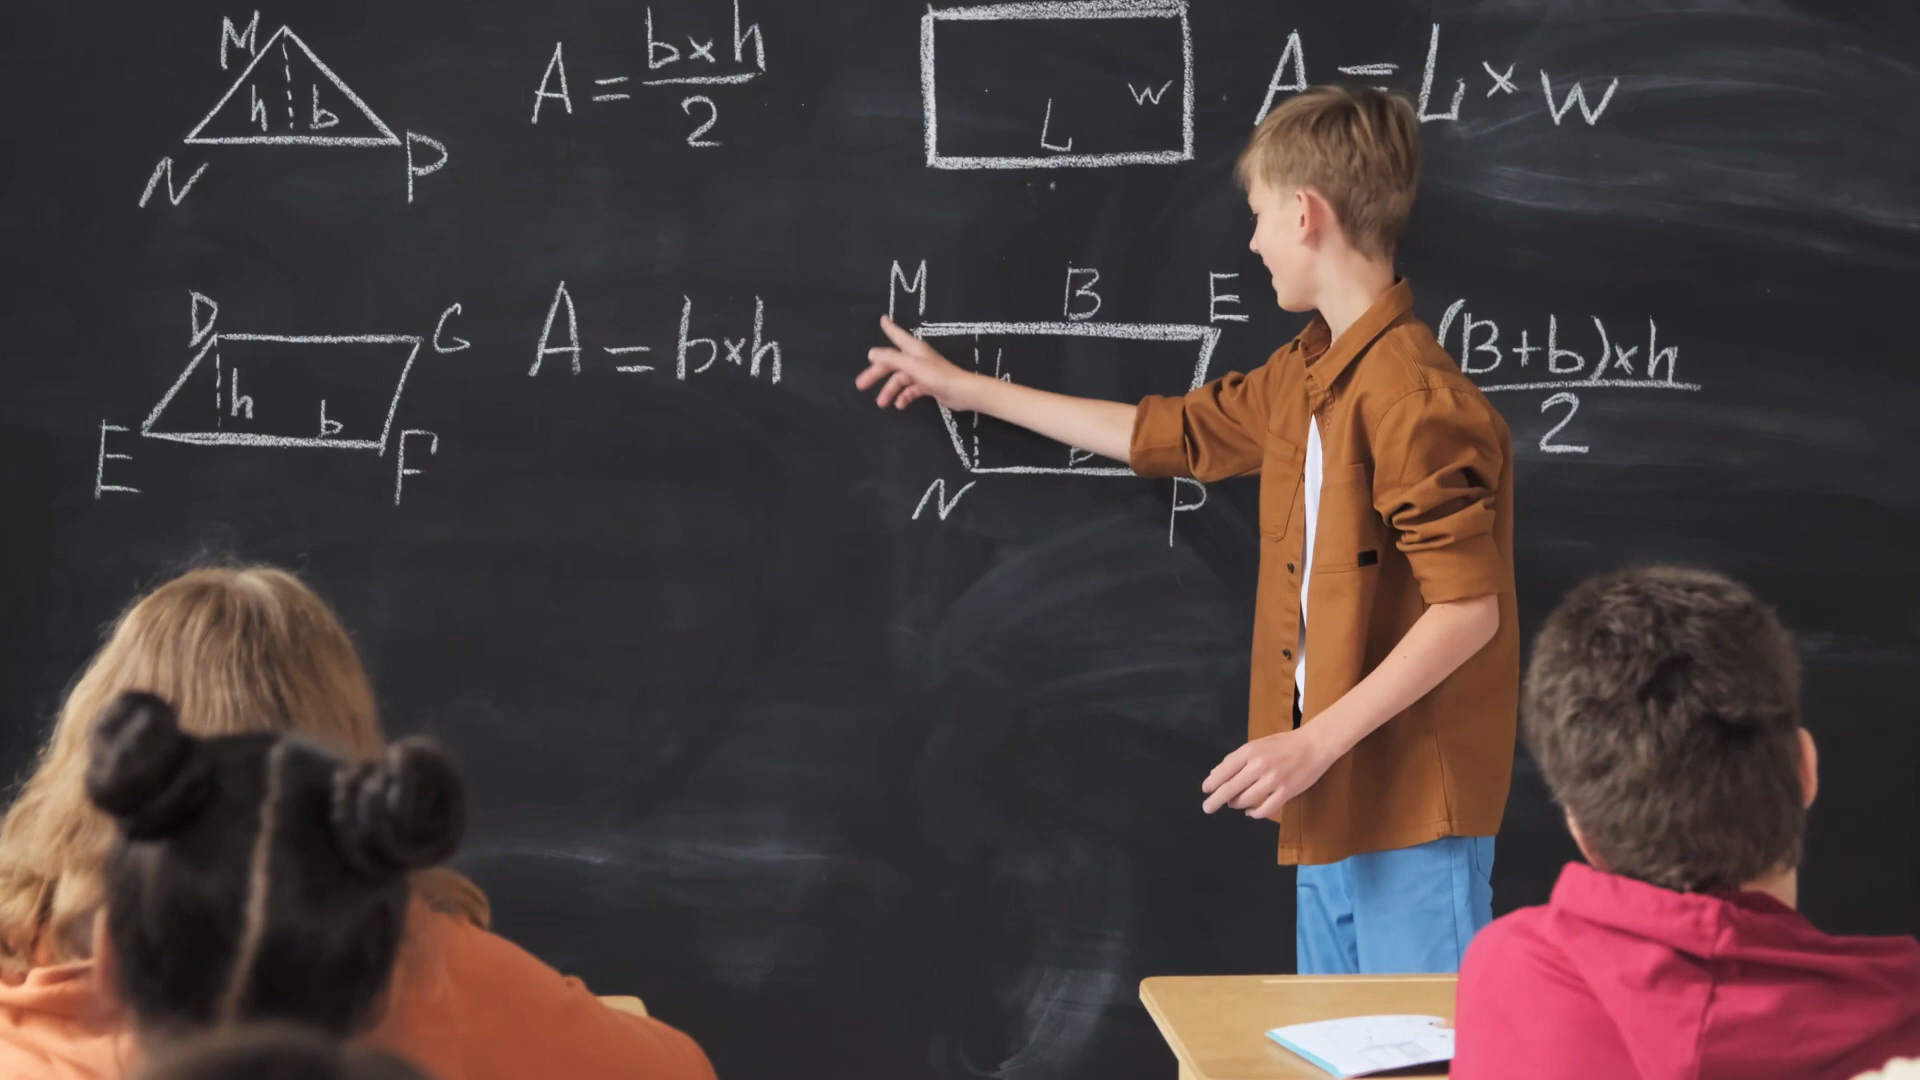 M
h b
N P
A = b×h / 2
L W
A = L × W
D G
h b
E F
A = b×h
M B E
h
b
N P
(B+b)×h / 2